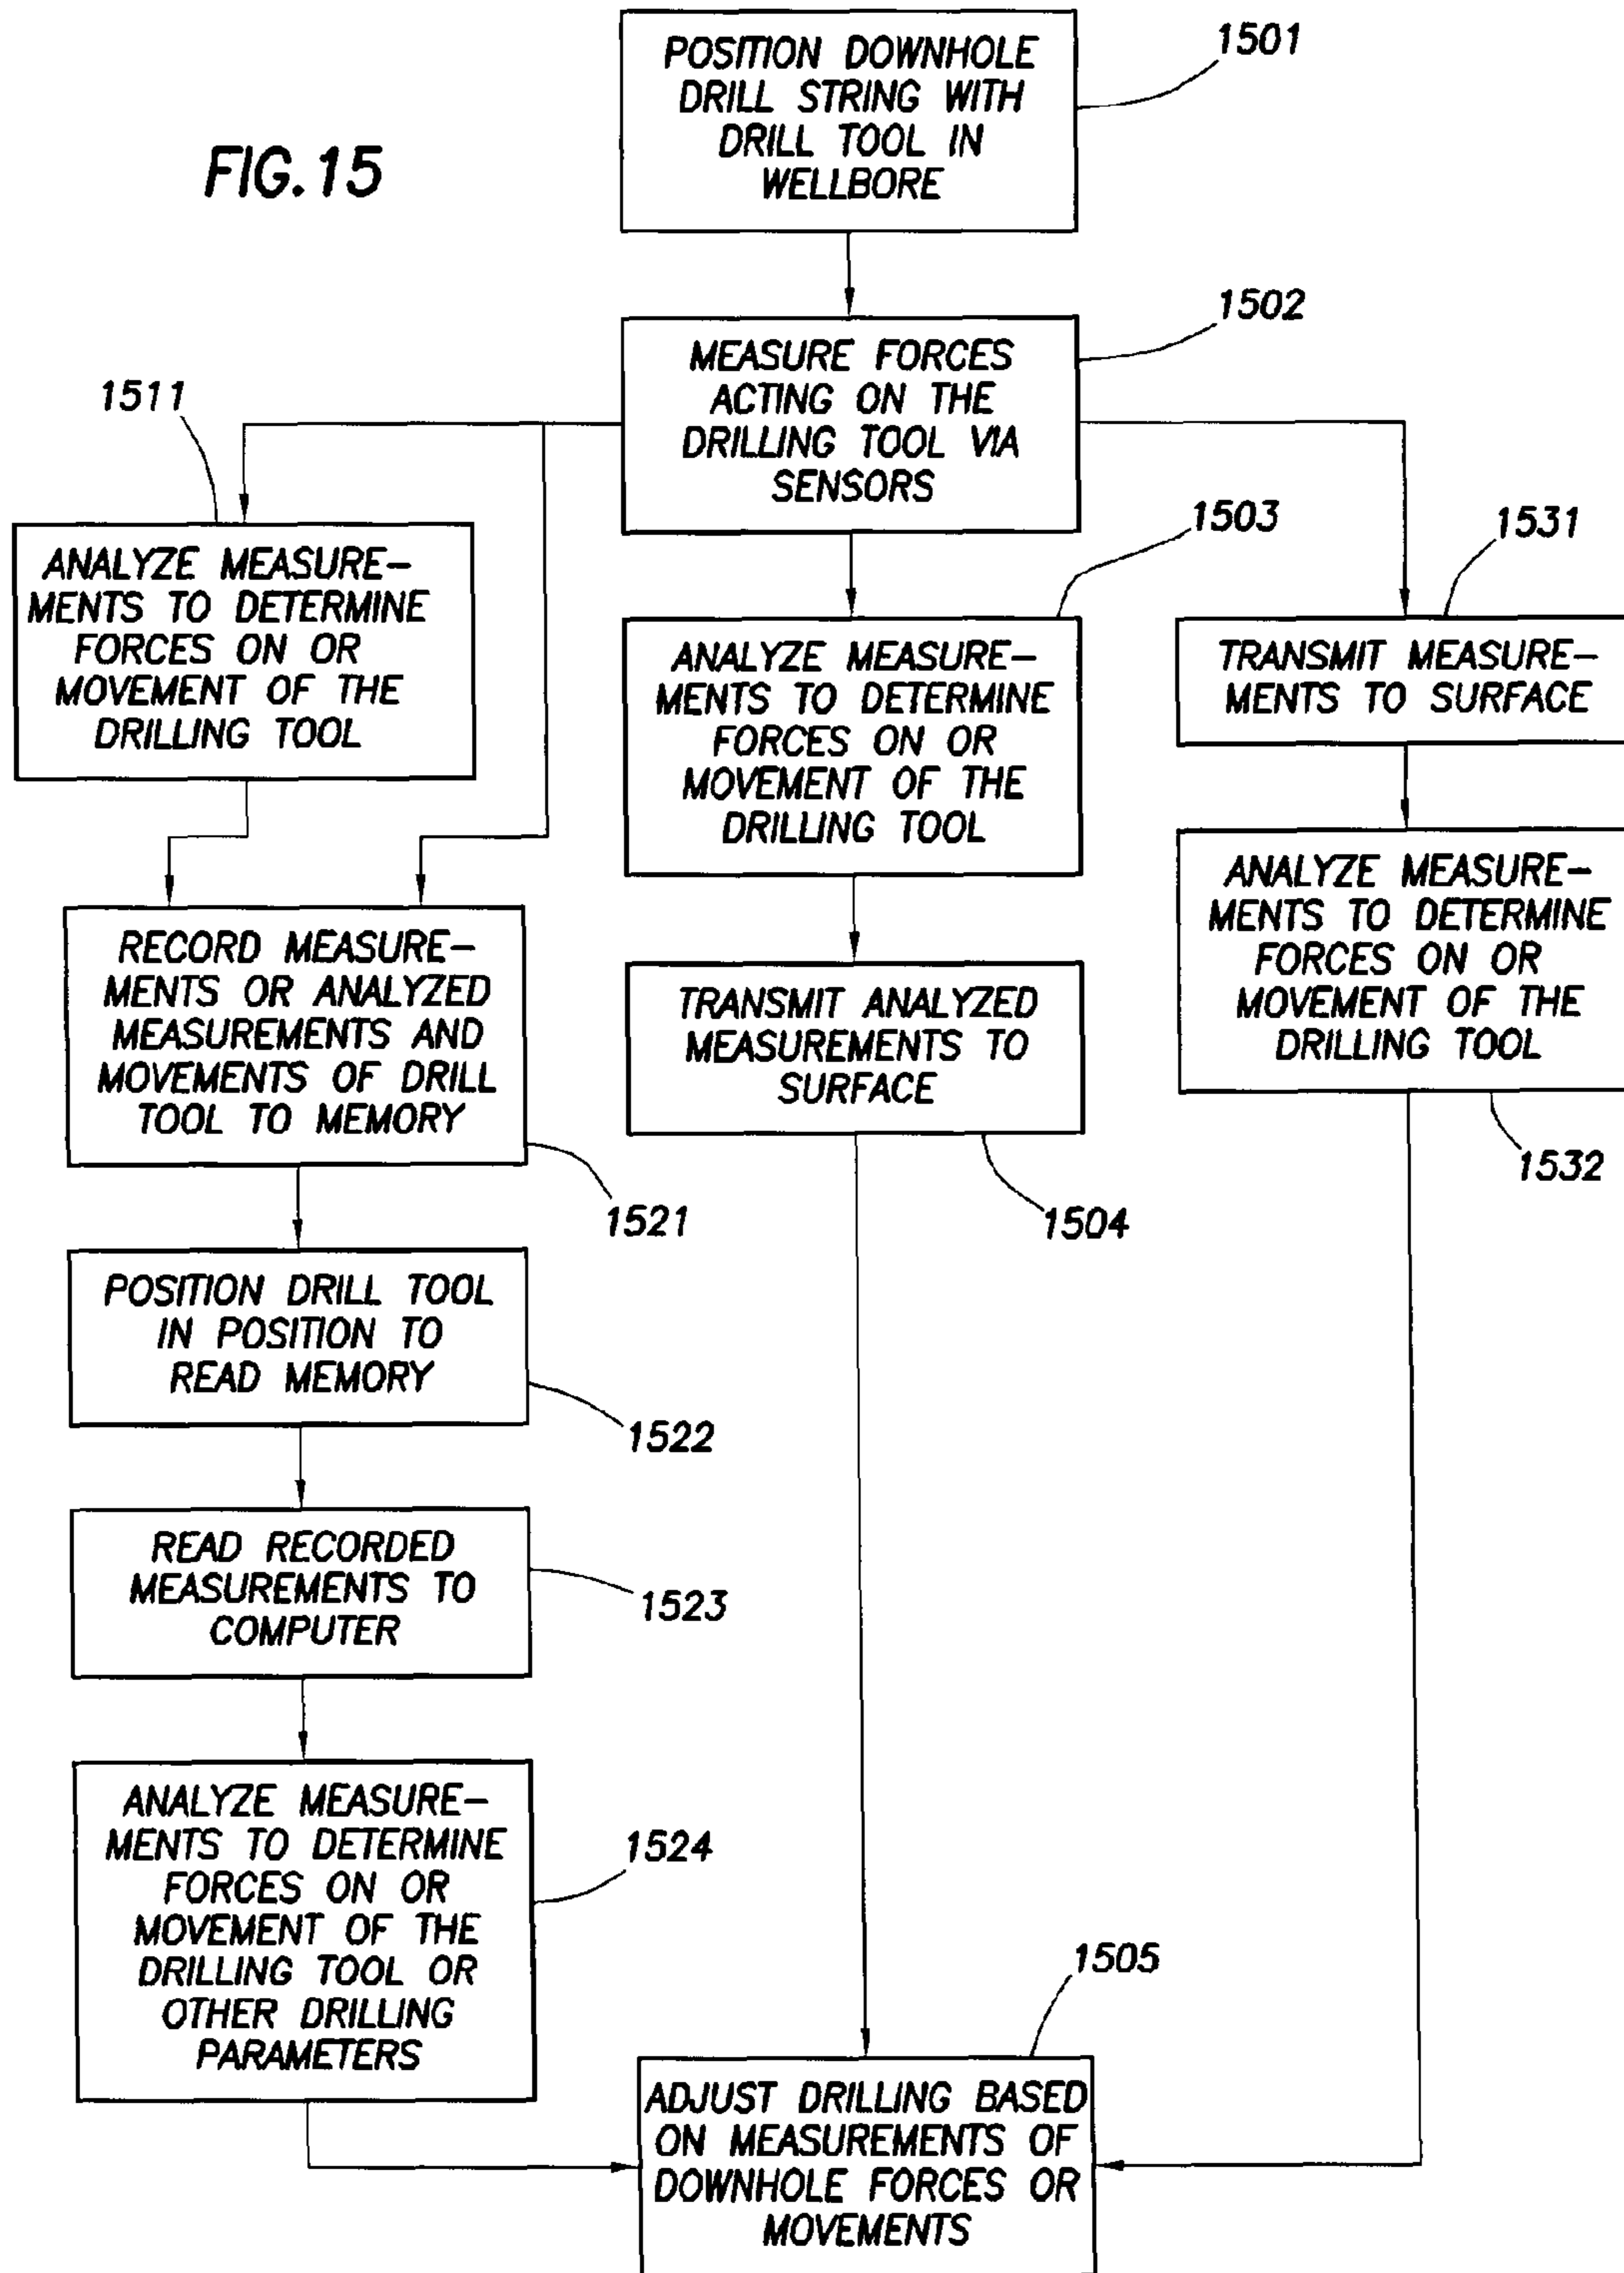 FIG.15
POSITION DOWNHOLE
DRILL STRING WITH
DRILL TOOL IN
WELLBORE
1501
MEASURE FORCES
ACTING ON THE
DRILLING TOOL VIA
SENSORS
1502
1511
ANALYZE MEASURE-
MENTS TO DETERMINE
FORCES ON OR
MOVEMENT OF THE
DRILLING TOOL
1503
ANALYZE MEASURE-
MENTS TO DETERMINE
FORCES ON OR
MOVEMENT OF THE
DRILLING TOOL
1531
TRANSMIT MEASURE-
MENTS TO SURFACE
ANALYZE MEASURE-
MENTS TO DETERMINE
FORCES ON OR
MOVEMENT OF THE
DRILLING TOOL
1532
RECORD MEASURE-
MENTS OR ANALYZED
MEASUREMENTS AND
MOVEMENTS OF DRILL
TOOL TO MEMORY
1521
TRANSMIT ANALYZED
MEASUREMENTS TO
SURFACE
1504
POSITION DRILL TOOL
IN POSITION TO
READ MEMORY
1522
READ RECORDED
MEASUREMENTS TO
COMPUTER
1523
ANALYZE MEASURE-
MENTS TO DETERMINE
FORCES ON OR
MOVEMENT OF THE
DRILLING TOOL OR
OTHER DRILLING
PARAMETERS
1524
1505
ADJUST DRILLING BASED
ON MEASUREMENTS OF
DOWNHOLE FORCES OR
MOVEMENTS